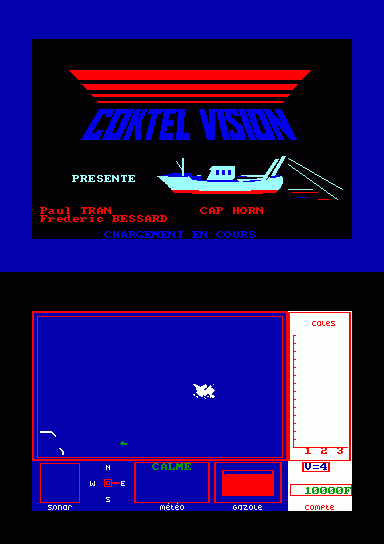 COKTEL VISION
PRESENTE
Paul TRAN CAP HORN
Frederic BESSARD
CHARGEMENT EN COURS
cales
1 2 3
N
CALME
V=4
W E
10000F
S
sonar météo gazole compte